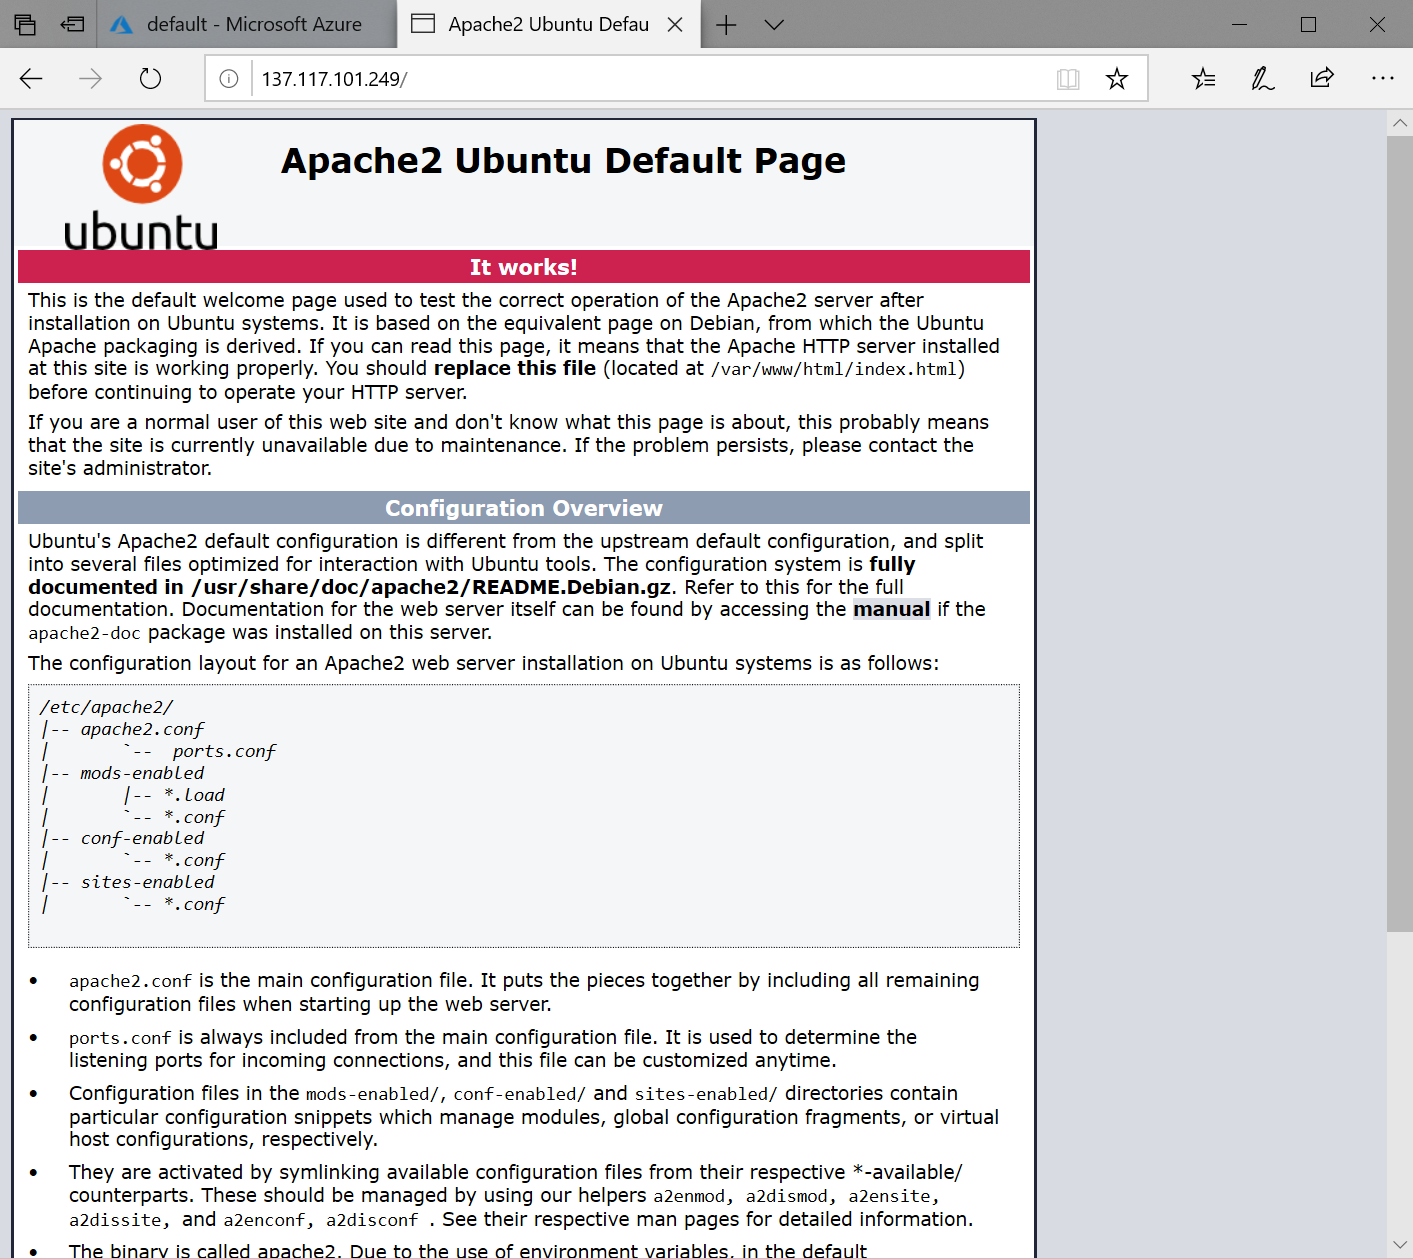 default - Microsoft Azure
Apache2 Ubuntu Defau
137.117.101.249/
ubuntu
Apache2 Ubuntu Default Page
It works!
This is the default welcome page used to test the correct operation of the Apache2 server after
installation on Ubuntu systems. It is based on the equivalent page on Debian, from which the Ubuntu
Apache packaging is derived. If you can read this page, it means that the Apache HTTP server installed
at this site is working properly. You should replace this file (located at /var/www/html/index.html)
before continuing to operate your HTTP server.
If you are a normal user of this web site and don't know what this page is about, this probably means
that the site is currently unavailable due to maintenance. If the problem persists, please contact the
site's administrator.
Configuration Overview
Ubuntu's Apache2 default configuration is different from the upstream default configuration, and split
into several files optimized for interaction with Ubuntu tools. The configuration system is fully
documented in /usr/share/doc/apache2/README.Debian.gz. Refer to this for the full
documentation. Documentation for the web server itself can be found by accessing the manual if the
apache2-doc package was installed on this server.
The configuration layout for an Apache2 web server installation on Ubuntu systems is as follows:
/etc/apache2/
|-- apache2.conf
|       `--  ports.conf
|-- mods-enabled
|       |-- *.load
|       `-- *.conf
|-- conf-enabled
|       `-- *.conf
|-- sites-enabled
|       `-- *.conf
• apache2.conf is the main configuration file. It puts the pieces together by including all remaining
configuration files when starting up the web server.
• ports.conf is always included from the main configuration file. It is used to determine the
listening ports for incoming connections, and this file can be customized anytime.
• Configuration files in the mods-enabled/, conf-enabled/ and sites-enabled/ directories contain
particular configuration snippets which manage modules, global configuration fragments, or virtual
host configurations, respectively.
• They are activated by symlinking available configuration files from their respective *-available/
counterparts. These should be managed by using our helpers a2enmod, a2dismod, a2ensite,
a2dissite, and a2enconf, a2disconf . See their respective man pages for detailed information.
• The binary is called apache2. Due to the use of environment variables, in the default